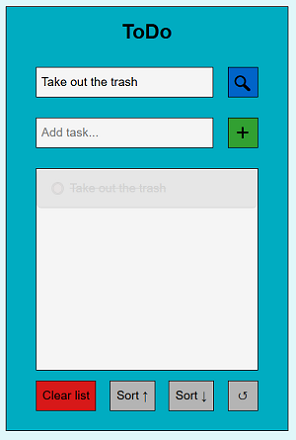 ToDo
Take out the trash
Add task...
+
Take out the trash
Clear list Sort ↑ Sort ↓ ↺